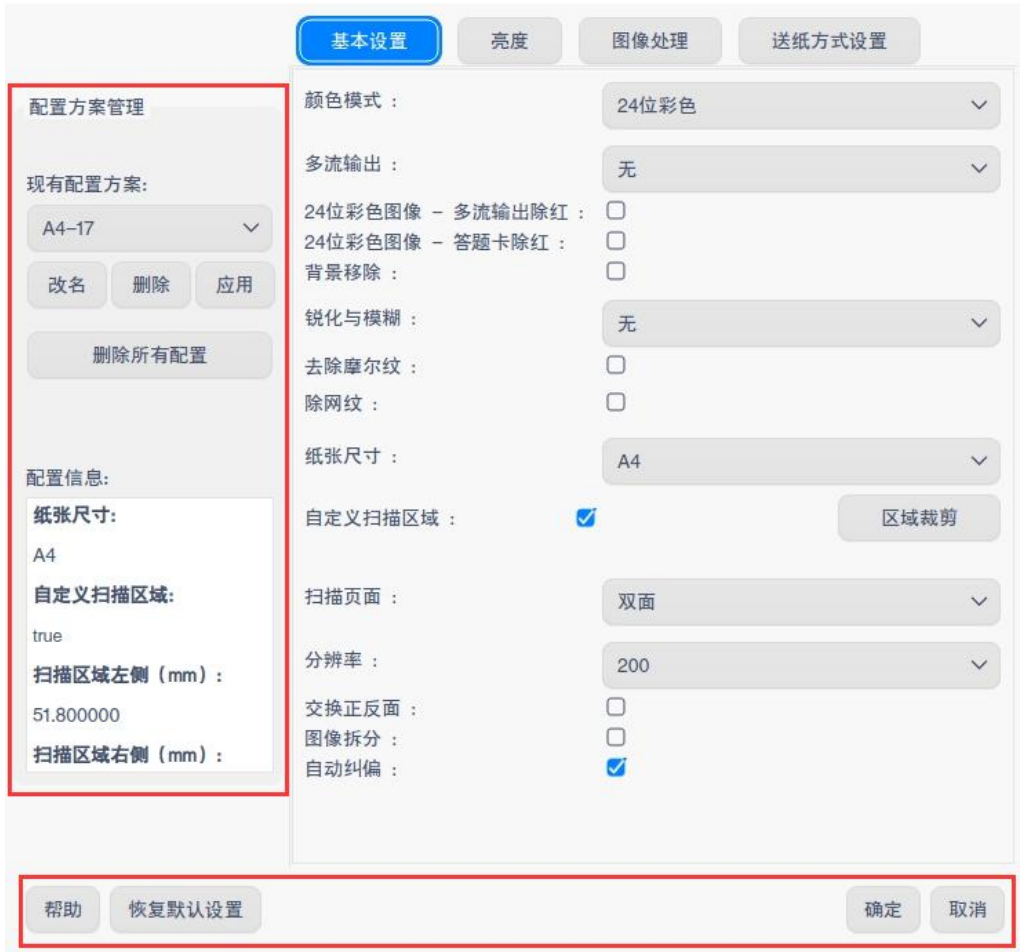 基本设置 亮度 图像处理 送纸方式设置
配置方案管理
现有配置方案:
A4-17
改名 删除 应用
删除所有配置
配置信息:
纸张尺寸:
A4
自定义扫描区域:
true
扫描区域左侧（mm）:
51.800000
扫描区域右侧（mm）:
颜色模式 : 24位彩色
多流输出 : 无
24位彩色图像 - 多流输出除红 :
24位彩色图像 - 答题卡除红 :
背景移除 :
锐化与模糊 : 无
去除摩尔纹 :
除网纹 :
纸张尺寸 : A4
自定义扫描区域 : 区域裁剪
扫描页面 : 双面
分辨率 : 200
交换正反面 :
图像拆分 :
自动纠偏 :
帮助 恢复默认设置 确定 取消